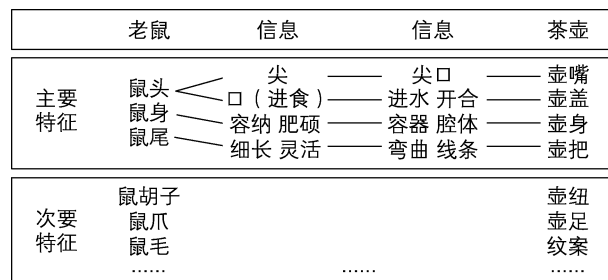 老鼠 信息 信息 茶壶
主要特征
鼠头 尖 尖口 壶嘴
口（进食） 进水 开合 壶盖
鼠身 容纳 肥硕 容器 腔体 壶身
鼠尾 细长 灵活 弯曲 线条 壶把
次要特征
鼠胡子 壶纽
鼠爪 壶足
鼠毛 纹案
…… …… ……